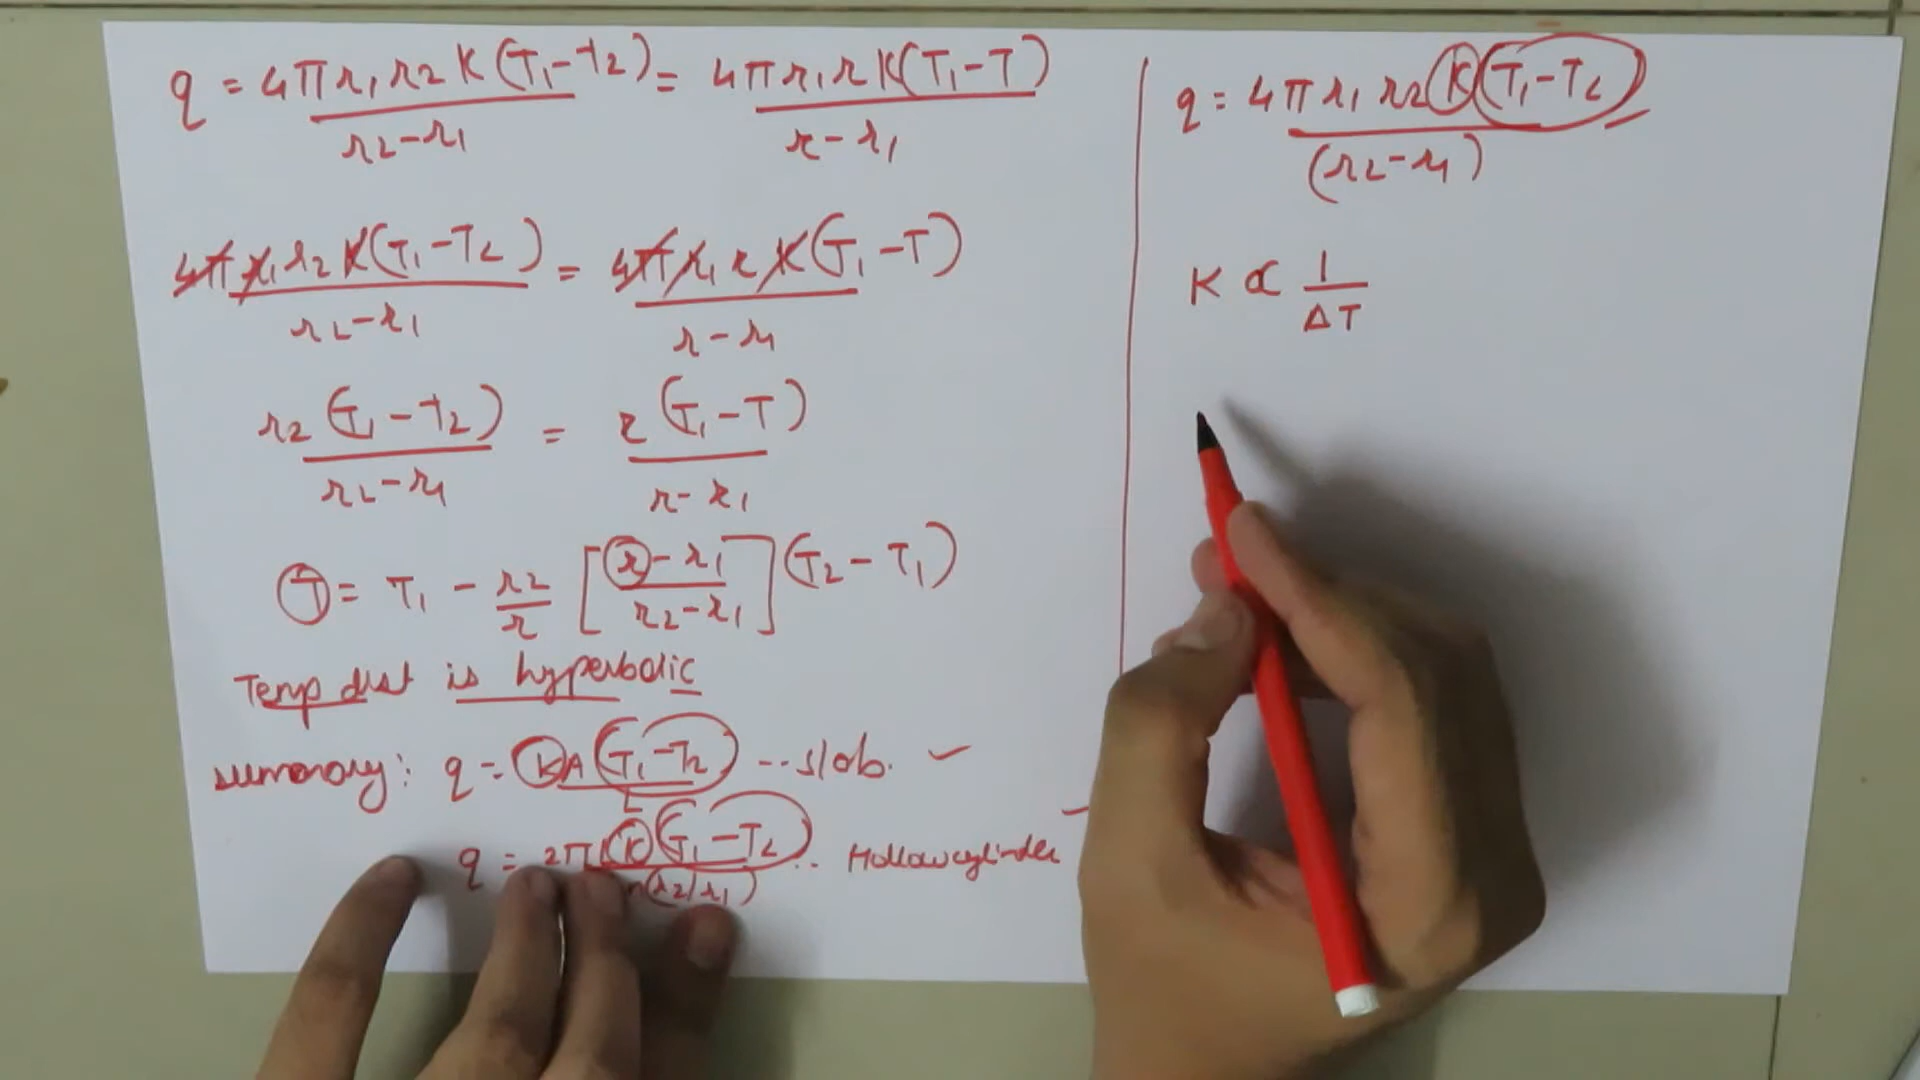 q = 4πr₁r₂K(T₁-t₂)/(r₂-r₁) = 4πr₁rK(T₁-T)/(r-r₁)
4πr₁r₂K(T₁-T₂)/(r₂-r₁) = 4πr₁rK(T₁-T)/(r-r₁)
r₂(T₁-t₂)/(r₂-r₁) = r(T₁-T)/(r-r₁)
T = T₁ - r₂/r [(r-r₁)/(r₂-r₁)] (T₂-T₁)
Temp dist is hyperbolic
summary: q = KA(T₁-T₂)/L ...slab. ✓
q = 2π K(T₁-T₂)/(r₂/r₁) ... Hollow cylinder
q = 4πr₁r₂K(T₁-T₂)/(r₂-r₁)
K ∝ 1/ΔT